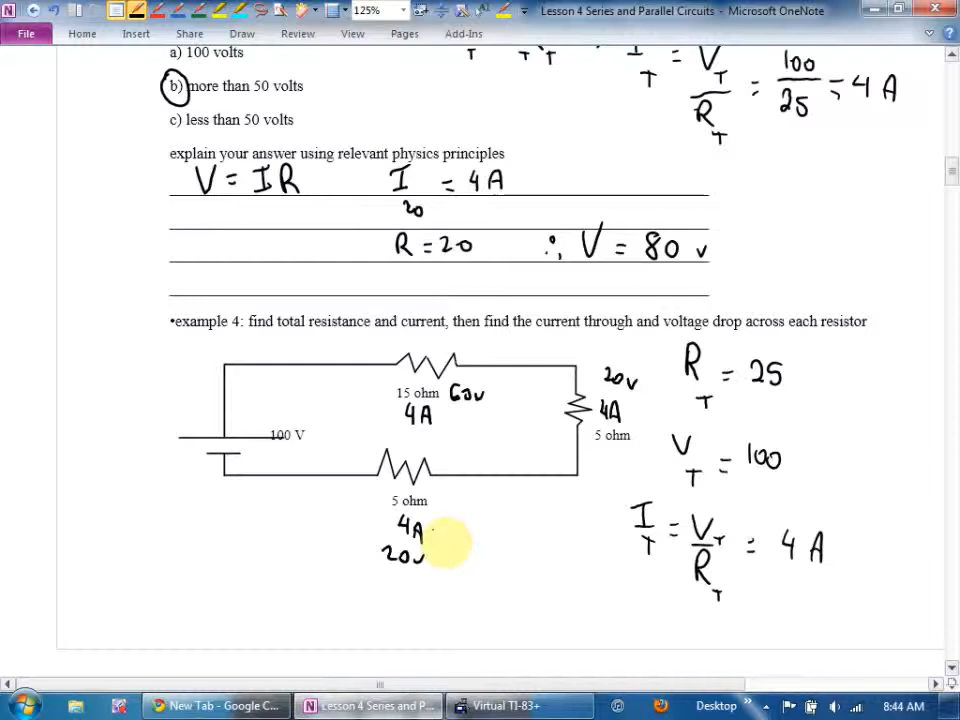 125%
Lesson 4 Series and Parallel Circuits - Microsoft OneNote
File Home Insert Draw Review View Pages Add-Ins
a) 100 volts
b) more than 50 volts
c) less than 50 volts
T T T
I T = V T / R T = 100 / 25 = 4 A
explain your answer using relevant physics principles
V = IR I 20 = 4A
R = 20 ∴ V = 80 v
•example 4: find total resistance and current, then find the current through and voltage drop across each resistor
15 ohm 60v
4A
20v
4A
5 ohm
100 V
5 ohm
4A
20v
R T = 25
V T = 100
I T = V T / R T = 4 A
New Tab - Google C...
lesson 4 Series and P...
Virtual TI-83+
Desktop
8:44 AM